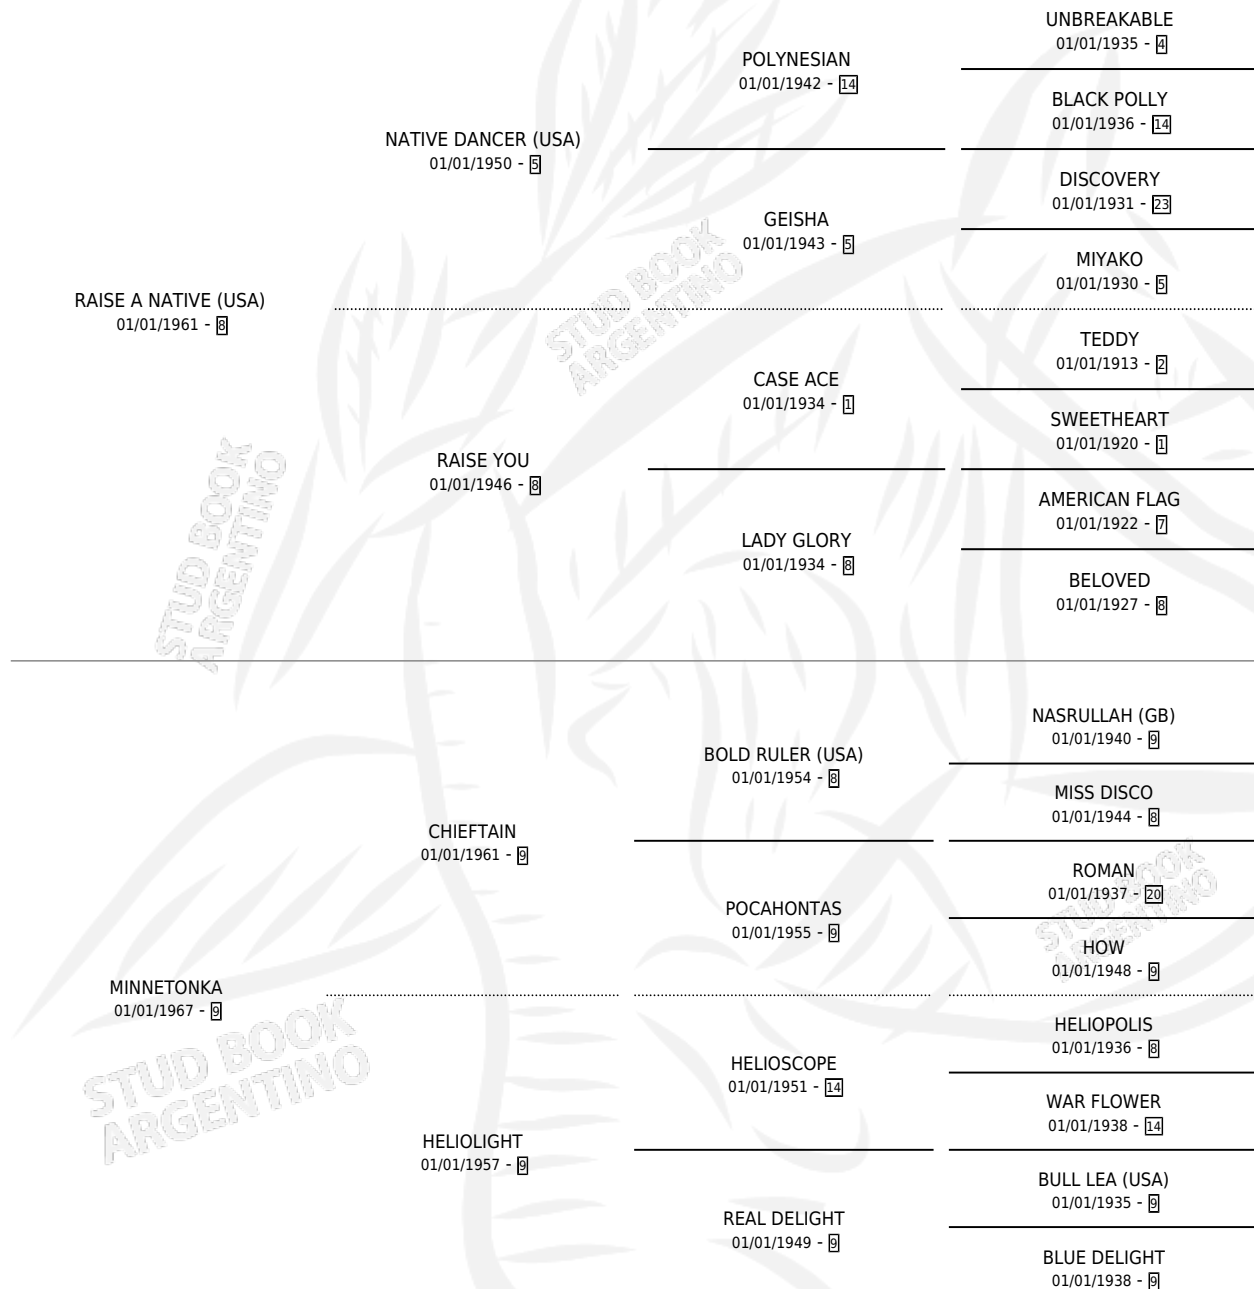 UNBREAKABLE
01/01/1935 - 4
POLYNESIAN
01/01/1942 - 14
BLACK POLLY
01/01/1936 - 14
NATIVE DANCER (USA)
01/01/1950 - 5
DISCOVERY
01/01/1931 - 23
GEISHA
01/01/1943 - 5
MIYAKO
01/01/1930 - 5
RAISE A NATIVE (USA)
01/01/1961 - 8
TEDDY
01/01/1913 - 2
CASE ACE
01/01/1934 - 1
SWEETHEART
01/01/1920 - 1
RAISE YOU
01/01/1946 - 8
AMERICAN FLAG
01/01/1922 - 7
LADY GLORY
01/01/1934 - 8
BELOVED
01/01/1927 - 8
NASRULLAH (GB)
01/01/1940 - 9
BOLD RULER (USA)
01/01/1954 - 8
MISS DISCO
01/01/1944 - 8
CHIEFTAIN
01/01/1961 - 9
ROMAN
01/01/1937 - 20
POCAHONTAS
01/01/1955 - 9
HOW
01/01/1948 - 9
MINNETONKA
01/01/1967 - 9
HELIOPOLIS
01/01/1936 - 8
HELIOSCOPE
01/01/1951 - 14
WAR FLOWER
01/01/1938 - 14
HELIOLIGHT
01/01/1957 - 9
BULL LEA (USA)
01/01/1935 - 9
REAL DELIGHT
01/01/1949 - 9
BLUE DELIGHT
01/01/1938 - 9
STUD BOOK
ARGENTINO
STUD BOOK
ARGENTINO
STUD BOOK
ARGENTINO
STUD BOOK
ARGENTINO